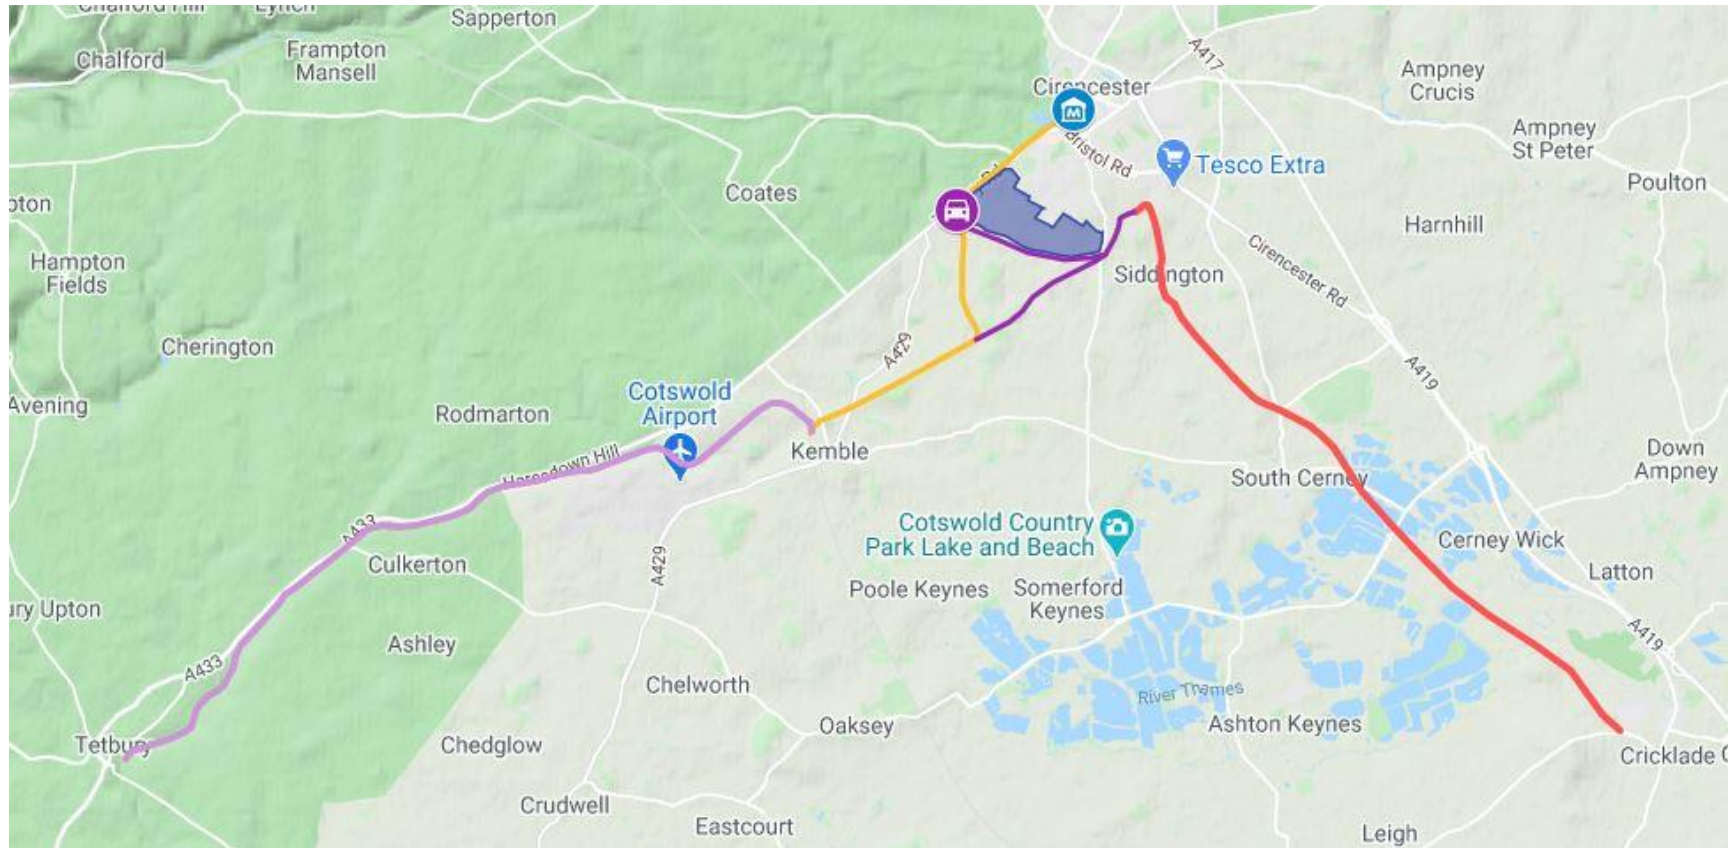 Sapperton
Chalford
Frampton
Mansell
A417
Cirencester
Ampney
Crucis
Ampney
St Peter
Bristol Rd
Tesco Extra
Coates
Poulton
Harnhill
Hampton
Fields
Siddington
Cirencester Rd
Cherington
A429
A419
Cotswold
Airport
Avening
Rodmarton
Kemble
Down
Ampney
South Cerney
A433
Cotswold Country
Park Lake and Beach
Cerney Wick
Culkerton
A429
Latton
Poole Keynes
Somerford
Keynes
ury Upton
Ashley
A419
A433
Chelworth
River Thames
Oaksey
Ashton Keynes
Tetbury
Chedglow
Cricklade
Crudwell
Eastcourt
Leigh